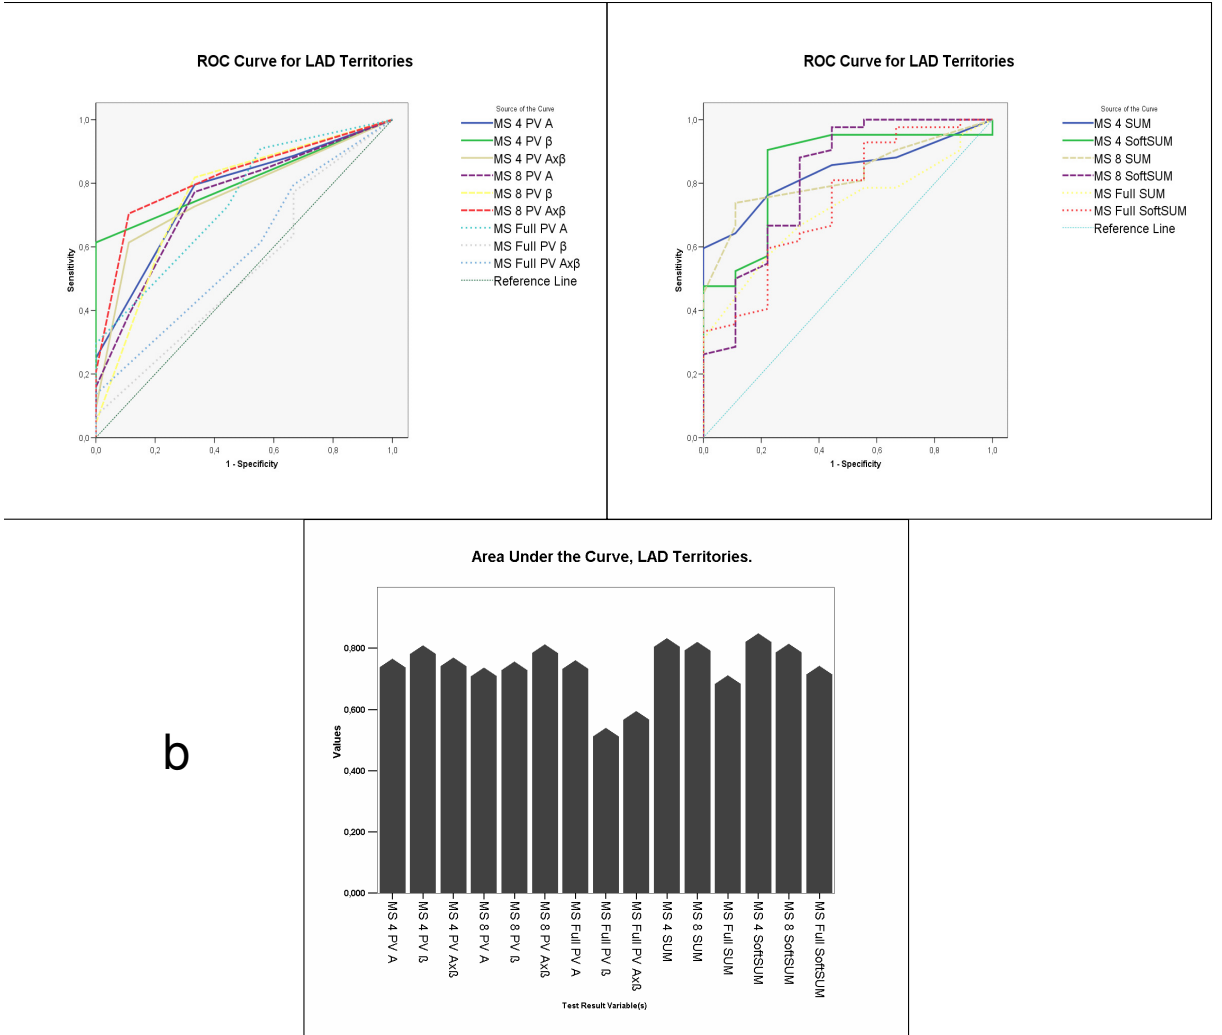 ROC Curve for LAD Territories
Source of the Curve
MS 4 PV A
MS 4 PV β
MS 4 PV Axβ
MS 8 PV A
MS 8 PV β
MS 8 PV Axβ
MS Full PV A
MS Full PV β
MS Full PV Axβ
Reference Line
1,0
0,8
0,6
0,4
0,2
0,0
Sensitivity
0,0 0,2 0,4 0,6 0,8 1,0
1 - Specificity
ROC Curve for LAD Territories
Source of the Curve
MS 4 SUM
MS 4 SoftSUM
MS 8 SUM
MS 8 SoftSUM
MS Full SUM
MS Full SoftSUM
Reference Line
1,0
0,8
0,6
0,4
0,2
0,0
Sensitivity
0,0 0,2 0,4 0,6 0,8 1,0
1 - Specificity
b
Area Under the Curve, LAD Territories.
0,800
0,600
0,400
0,200
0,000
Values
MS 4 PV A
MS 4 PV ß
MS 4 PV Axß
MS 8 PV A
MS 8 PV ß
MS 8 PV Axß
MS Full PV A
MS Full PV ß
MS Full PV Axß
MS 4 SUM
MS 8 SUM
MS Full SUM
MS 4 SoftSUM
MS 8 SoftSUM
MS Full SoftSUM
Test Result Variable(s)